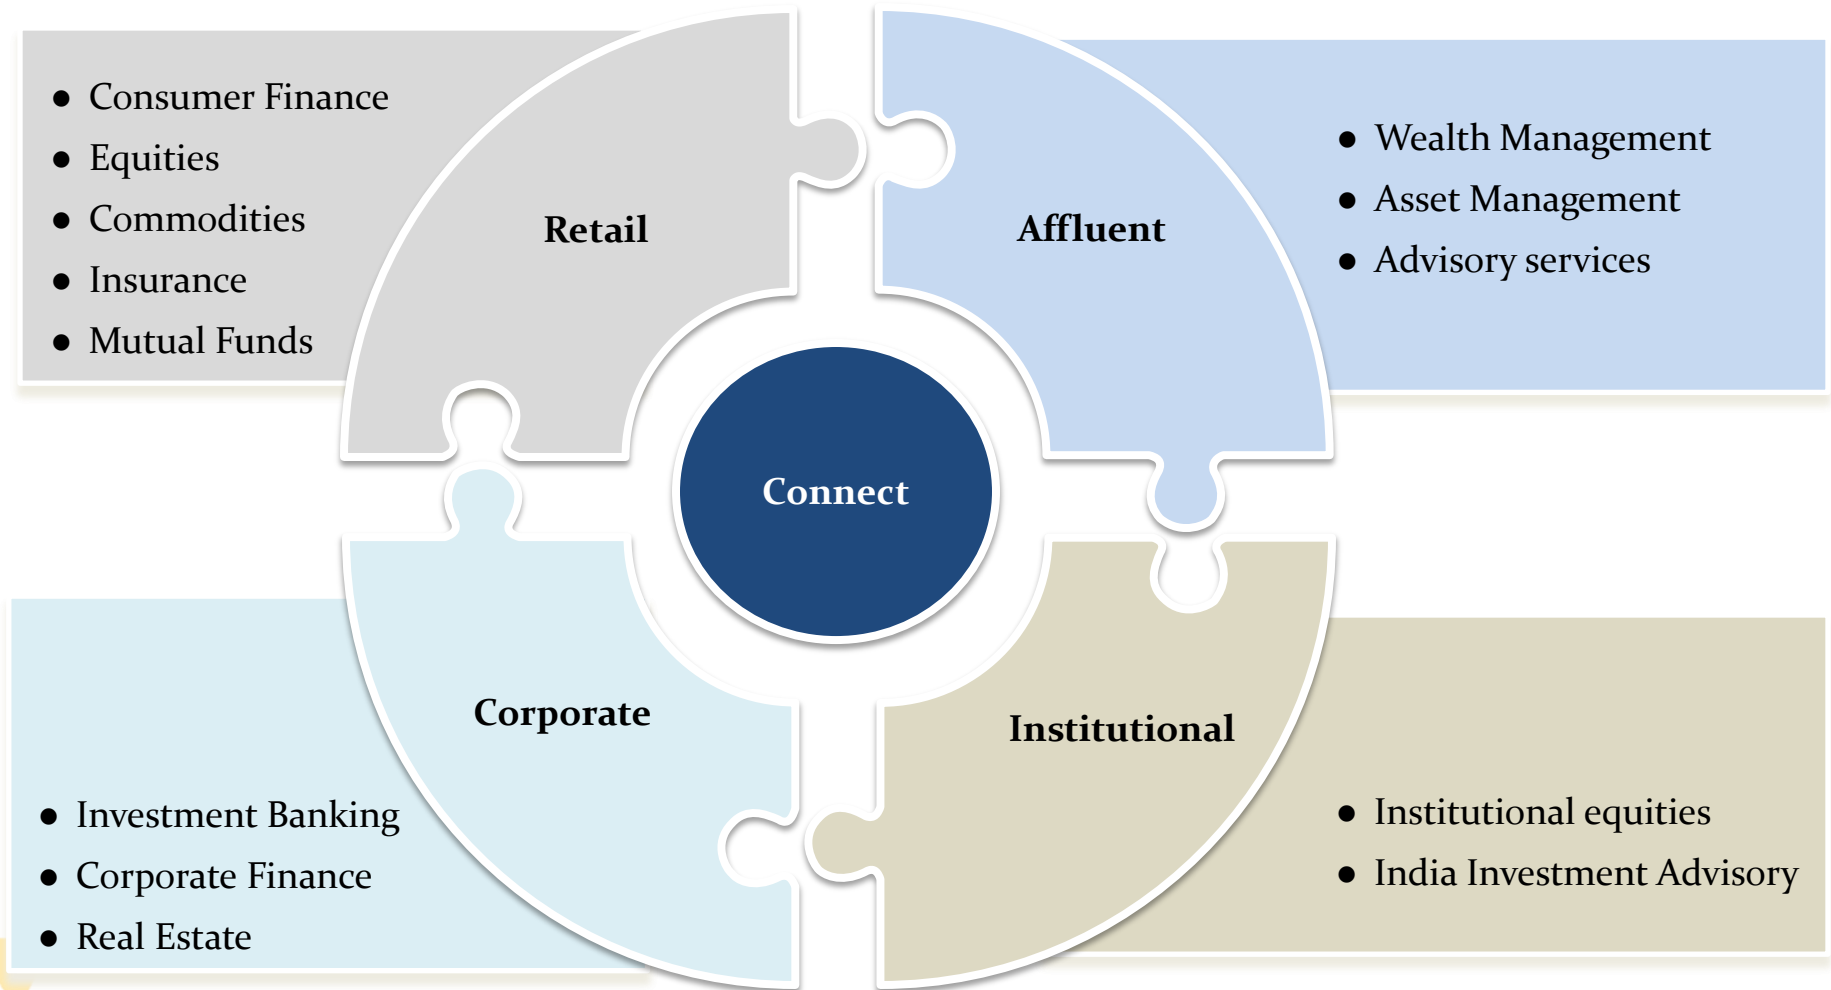 ● Consumer Finance
● Equities
● Commodities
● Insurance
● Mutual Funds
Retail
Affluent
● Wealth Management
● Asset Management
● Advisory services
Connect
Corporate
● Investment Banking
● Corporate Finance
● Real Estate
Institutional
● Institutional equities
● India Investment Advisory